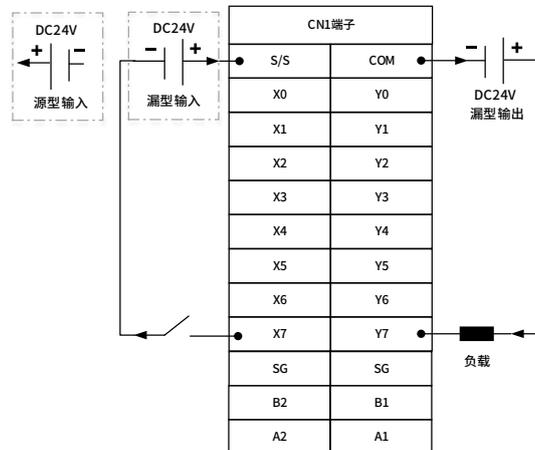 CN1端子
DC24V
+ -
源型输入
DC24V
- +
漏型输入
S/S COM
- +
DC24V
漏型输出
X0 Y0
X1 Y1
X2 Y2
X3 Y3
X4 Y4
X5 Y5
X6 Y6
X7 Y7
负载
SG SG
B2 B1
A2 A1